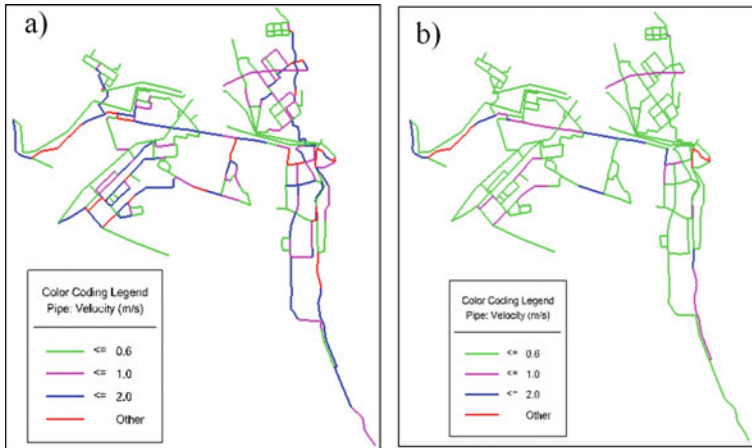 a)
Color Coding Legend
Pipe: Velocity (m/s)
<= 0.6
<= 1.0
<= 2.0
Other
b)
Color Coding Legend
Pipe: Velocity (m/s)
<= 0.6
<= 1.0
<= 2.0
Other